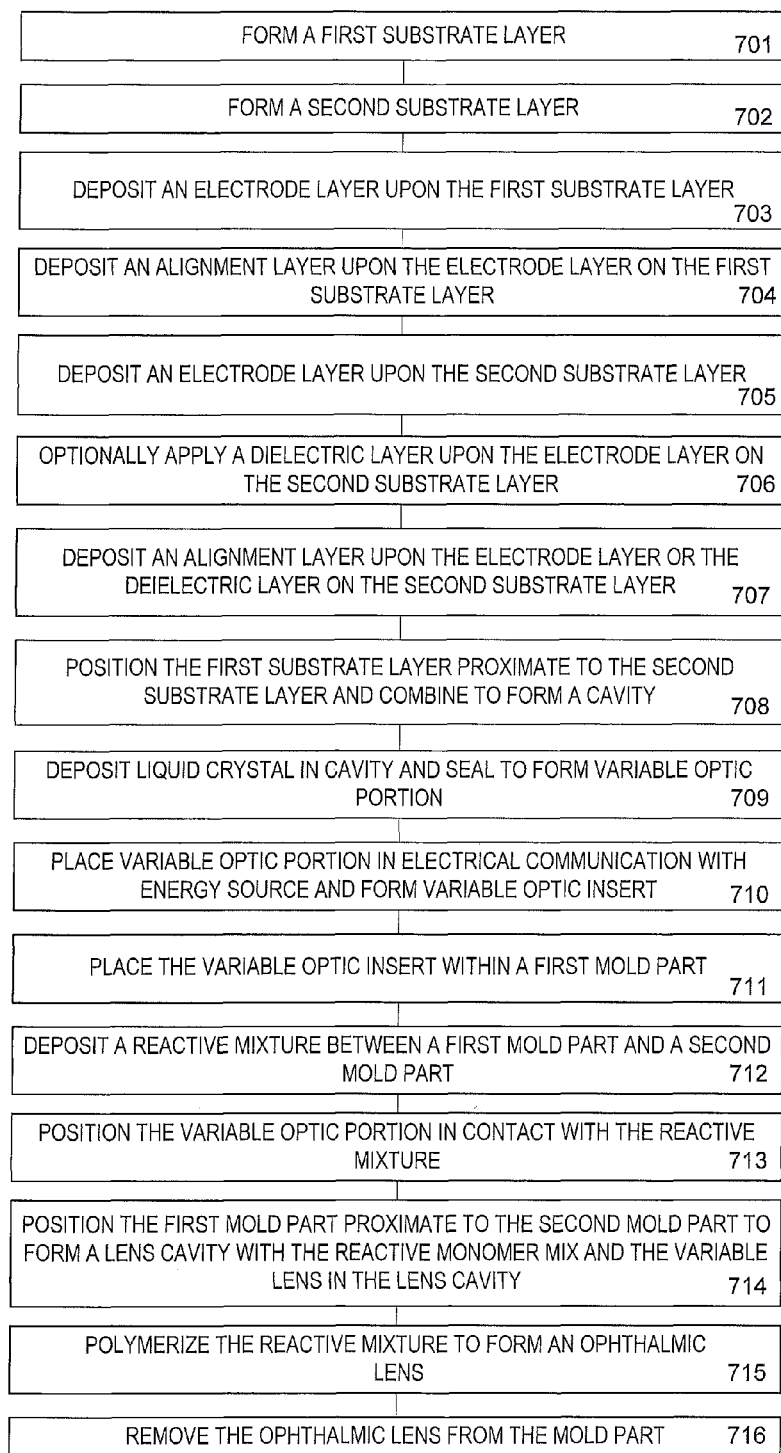 FORM A FIRST SUBSTRATE LAYER
701
FORM A SECOND SUBSTRATE LAYER
702
DEPOSIT AN ELECTRODE LAYER UPON THE FIRST SUBSTRATE LAYER
703
DEPOSIT AN ALIGNMENT LAYER UPON THE ELECTRODE LAYER ON THE FIRST
SUBSTRATE LAYER
704
DEPOSIT AN ELECTRODE LAYER UPON THE SECOND SUBSTRATE LAYER
705
OPTIONALLY APPLY A DIELECTRIC LAYER UPON THE ELECTRODE LAYER ON
THE SECOND SUBSTRATE LAYER
706
DEPOSIT AN ALIGNMENT LAYER UPON THE ELECTRODE LAYER OR THE
DEIELECTRIC LAYER ON THE SECOND SUBSTRATE LAYER
707
POSITION THE FIRST SUBSTRATE LAYER PROXIMATE TO THE SECOND
SUBSTRATE LAYER AND COMBINE TO FORM A CAVITY
708
DEPOSIT LIQUID CRYSTAL IN CAVITY AND SEAL TO FORM VARIABLE OPTIC
PORTION
709
PLACE VARIABLE OPTIC PORTION IN ELECTRICAL COMMUNICATION WITH
ENERGY SOURCE AND FORM VARIABLE OPTIC INSERT
710
PLACE THE VARIABLE OPTIC INSERT WITHIN A FIRST MOLD PART
711
DEPOSIT A REACTIVE MIXTURE BETWEEN A FIRST MOLD PART AND A SECOND
MOLD PART
712
POSITION THE VARIABLE OPTIC PORTION IN CONTACT WITH THE REACTIVE
MIXTURE
713
POSITION THE FIRST MOLD PART PROXIMATE TO THE SECOND MOLD PART TO
FORM A LENS CAVITY WITH THE REACTIVE MONOMER MIX AND THE VARIABLE
LENS IN THE LENS CAVITY
714
POLYMERIZE THE REACTIVE MIXTURE TO FORM AN OPHTHALMIC
LENS
715
REMOVE THE OPHTHALMIC LENS FROM THE MOLD PART
716